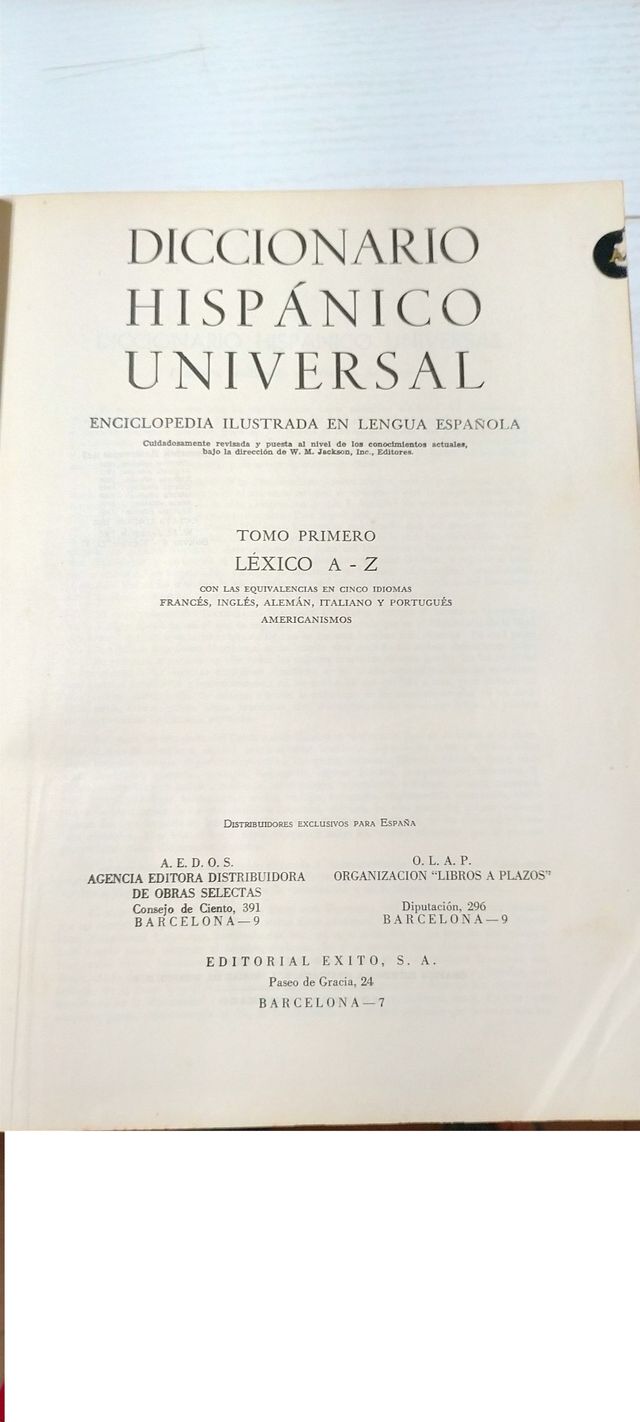 DICCIONARIO
HISPÁNICO
UNIVERSAL
ENCICLOPEDIA ILUSTRADA EN LENGUA ESPAÑOLA
Cuidadosamente revisada y puesta al nivel de los conocimientos actuales,
bajo la dirección de W. M. Jackson, Inc., Editores.
TOMO PRIMERO
LÉXICO A - Z
CON LAS EQUIVALENCIAS EN CINCO IDIOMAS
FRANCÉS, INGLÉS, ALEMÁN, ITALIANO Y PORTUGUÉS
AMERICANISMOS
DISTRIBUIDORES EXCLUSIVOS PARA ESPAÑA
A. E. D. O. S.
AGENCIA EDITORA DISTRIBUIDORA
DE OBRAS SELECTAS
Consejo de Ciento, 391
BARCELONA—9
O. L. A. P.
ORGANIZACION "LIBROS A PLAZOS"
Diputación, 296
BARCELONA—9
EDITORIAL EXITO, S. A.
Paseo de Gracia, 24
BARCELONA—7